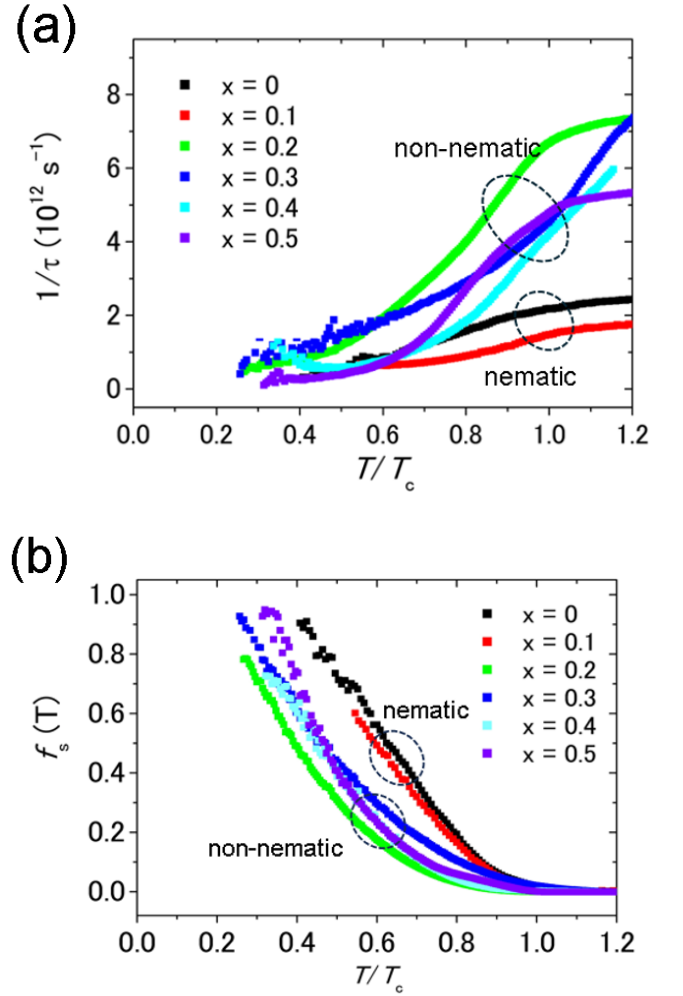 (a)
8
6
4
2
0
1/τ (10¹² s⁻¹)
x = 0
x = 0.1
x = 0.2
x = 0.3
x = 0.4
x = 0.5
non-nematic
nematic
0.0 0.2 0.4 0.6 0.8 1.0 1.2
T/Tc
(b)
1.0
0.8
0.6
0.4
0.2
0.0
fs (T)
x = 0
x = 0.1
x = 0.2
x = 0.3
x = 0.4
x = 0.5
nematic
non-nematic
0.0 0.2 0.4 0.6 0.8 1.0 1.2
T/Tc